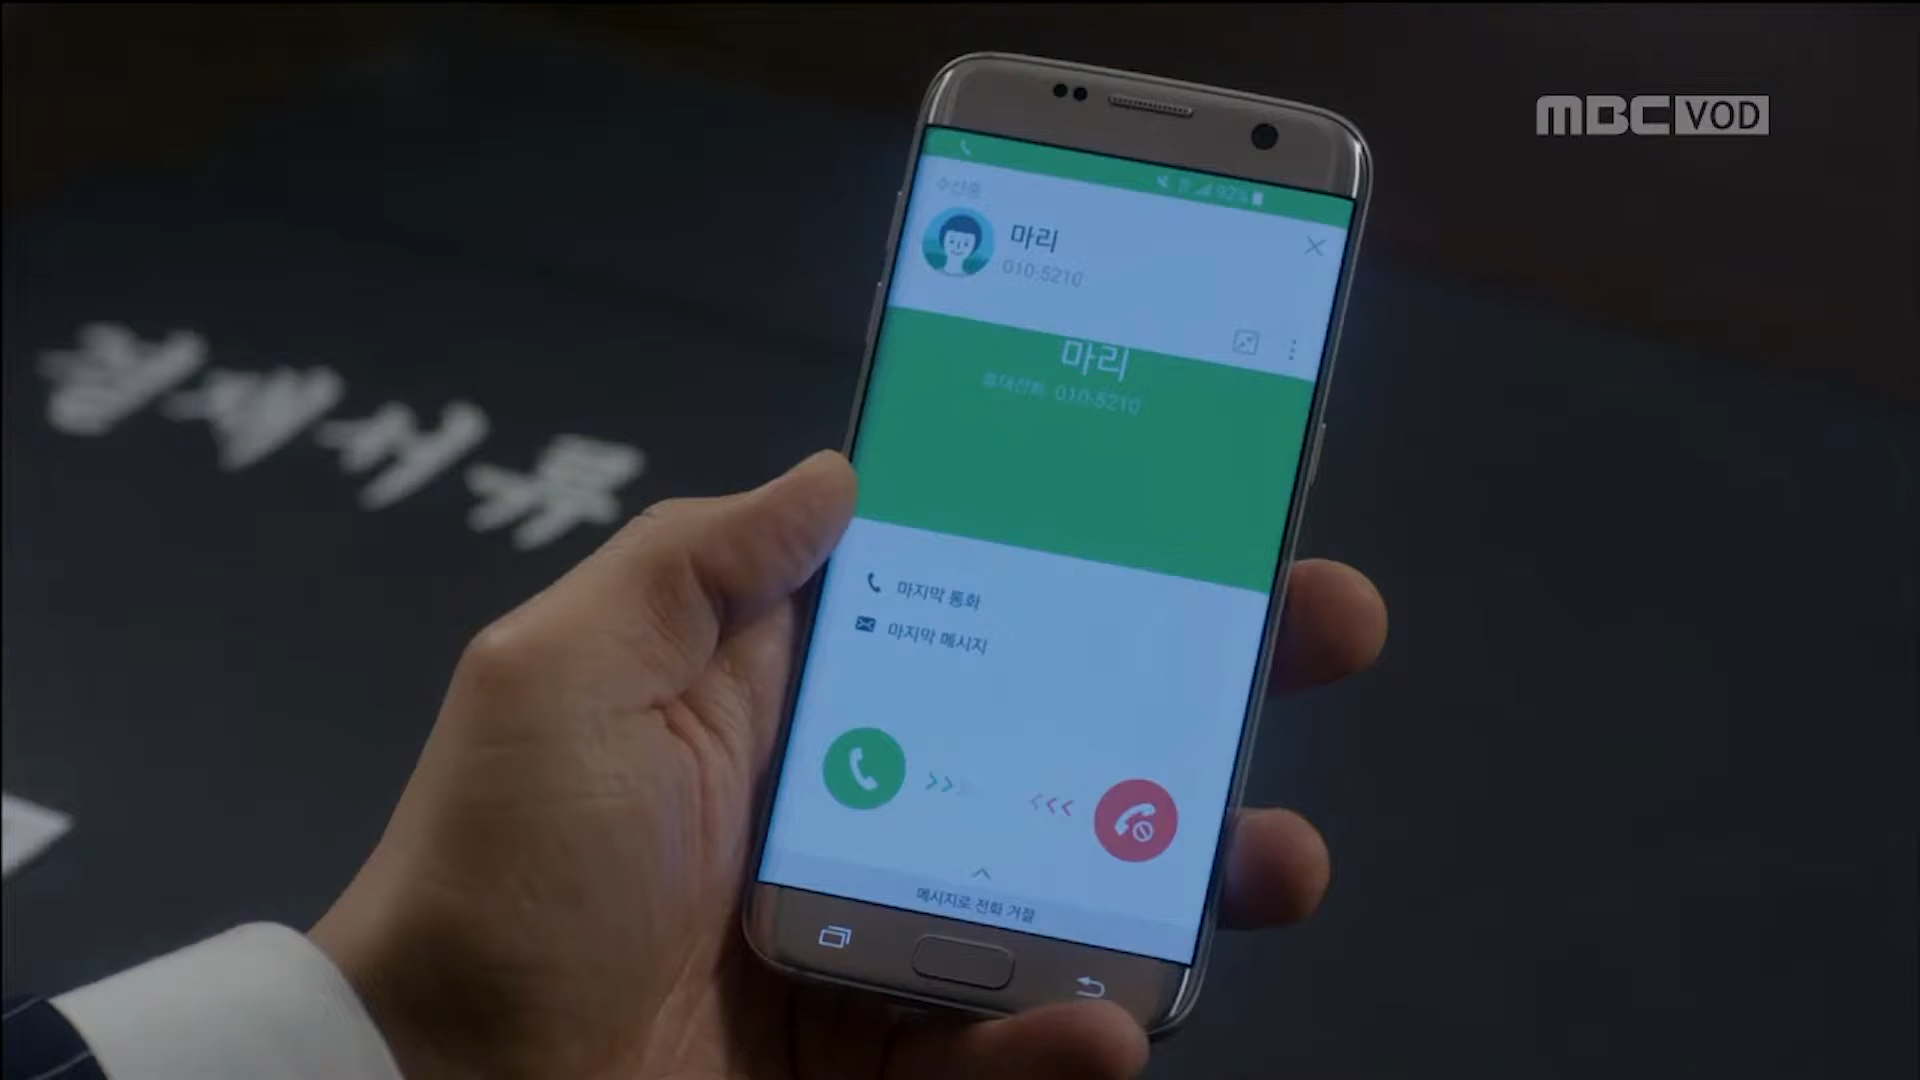 MBC VOD
92%
수신중
마리
010-5210
마리
휴대전화 010-5210
마지막 통화
마지막 메시지
메시지로 전화 거절